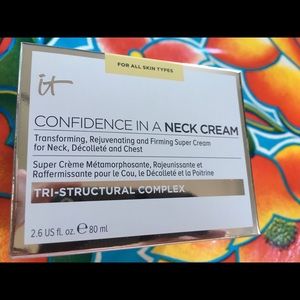 FOR ALL SKIN TYPES
it
CONFIDENCE IN A NECK CREAM
Transforming, Rejuvenating and Firming Super Cream
for Neck, Décolleté and Chest
Super Crème Métamorphosante, Rajeunissante et
Raffermissante pour le Cou, le Décolleté et la Poitrine
TRI-STRUCTURAL COMPLEX
2.6 US fl. oz. ℮ 80 ml